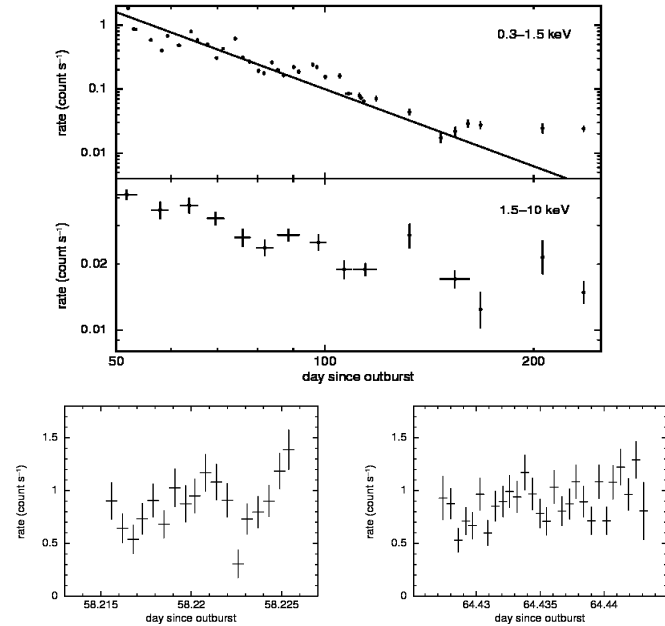 1
0.3–1.5 keV
0.1
0.01
rate (count s⁻¹)
1.5–10 keV
0.02
0.01
rate (count s⁻¹)
50 100 200
day since outburst
1.5
1
0.5
0
rate (count s⁻¹)
58.215 58.22 58.225
day since outburst
1.5
1
0.5
0
rate (count s⁻¹)
64.43 64.435 64.44
day since outburst